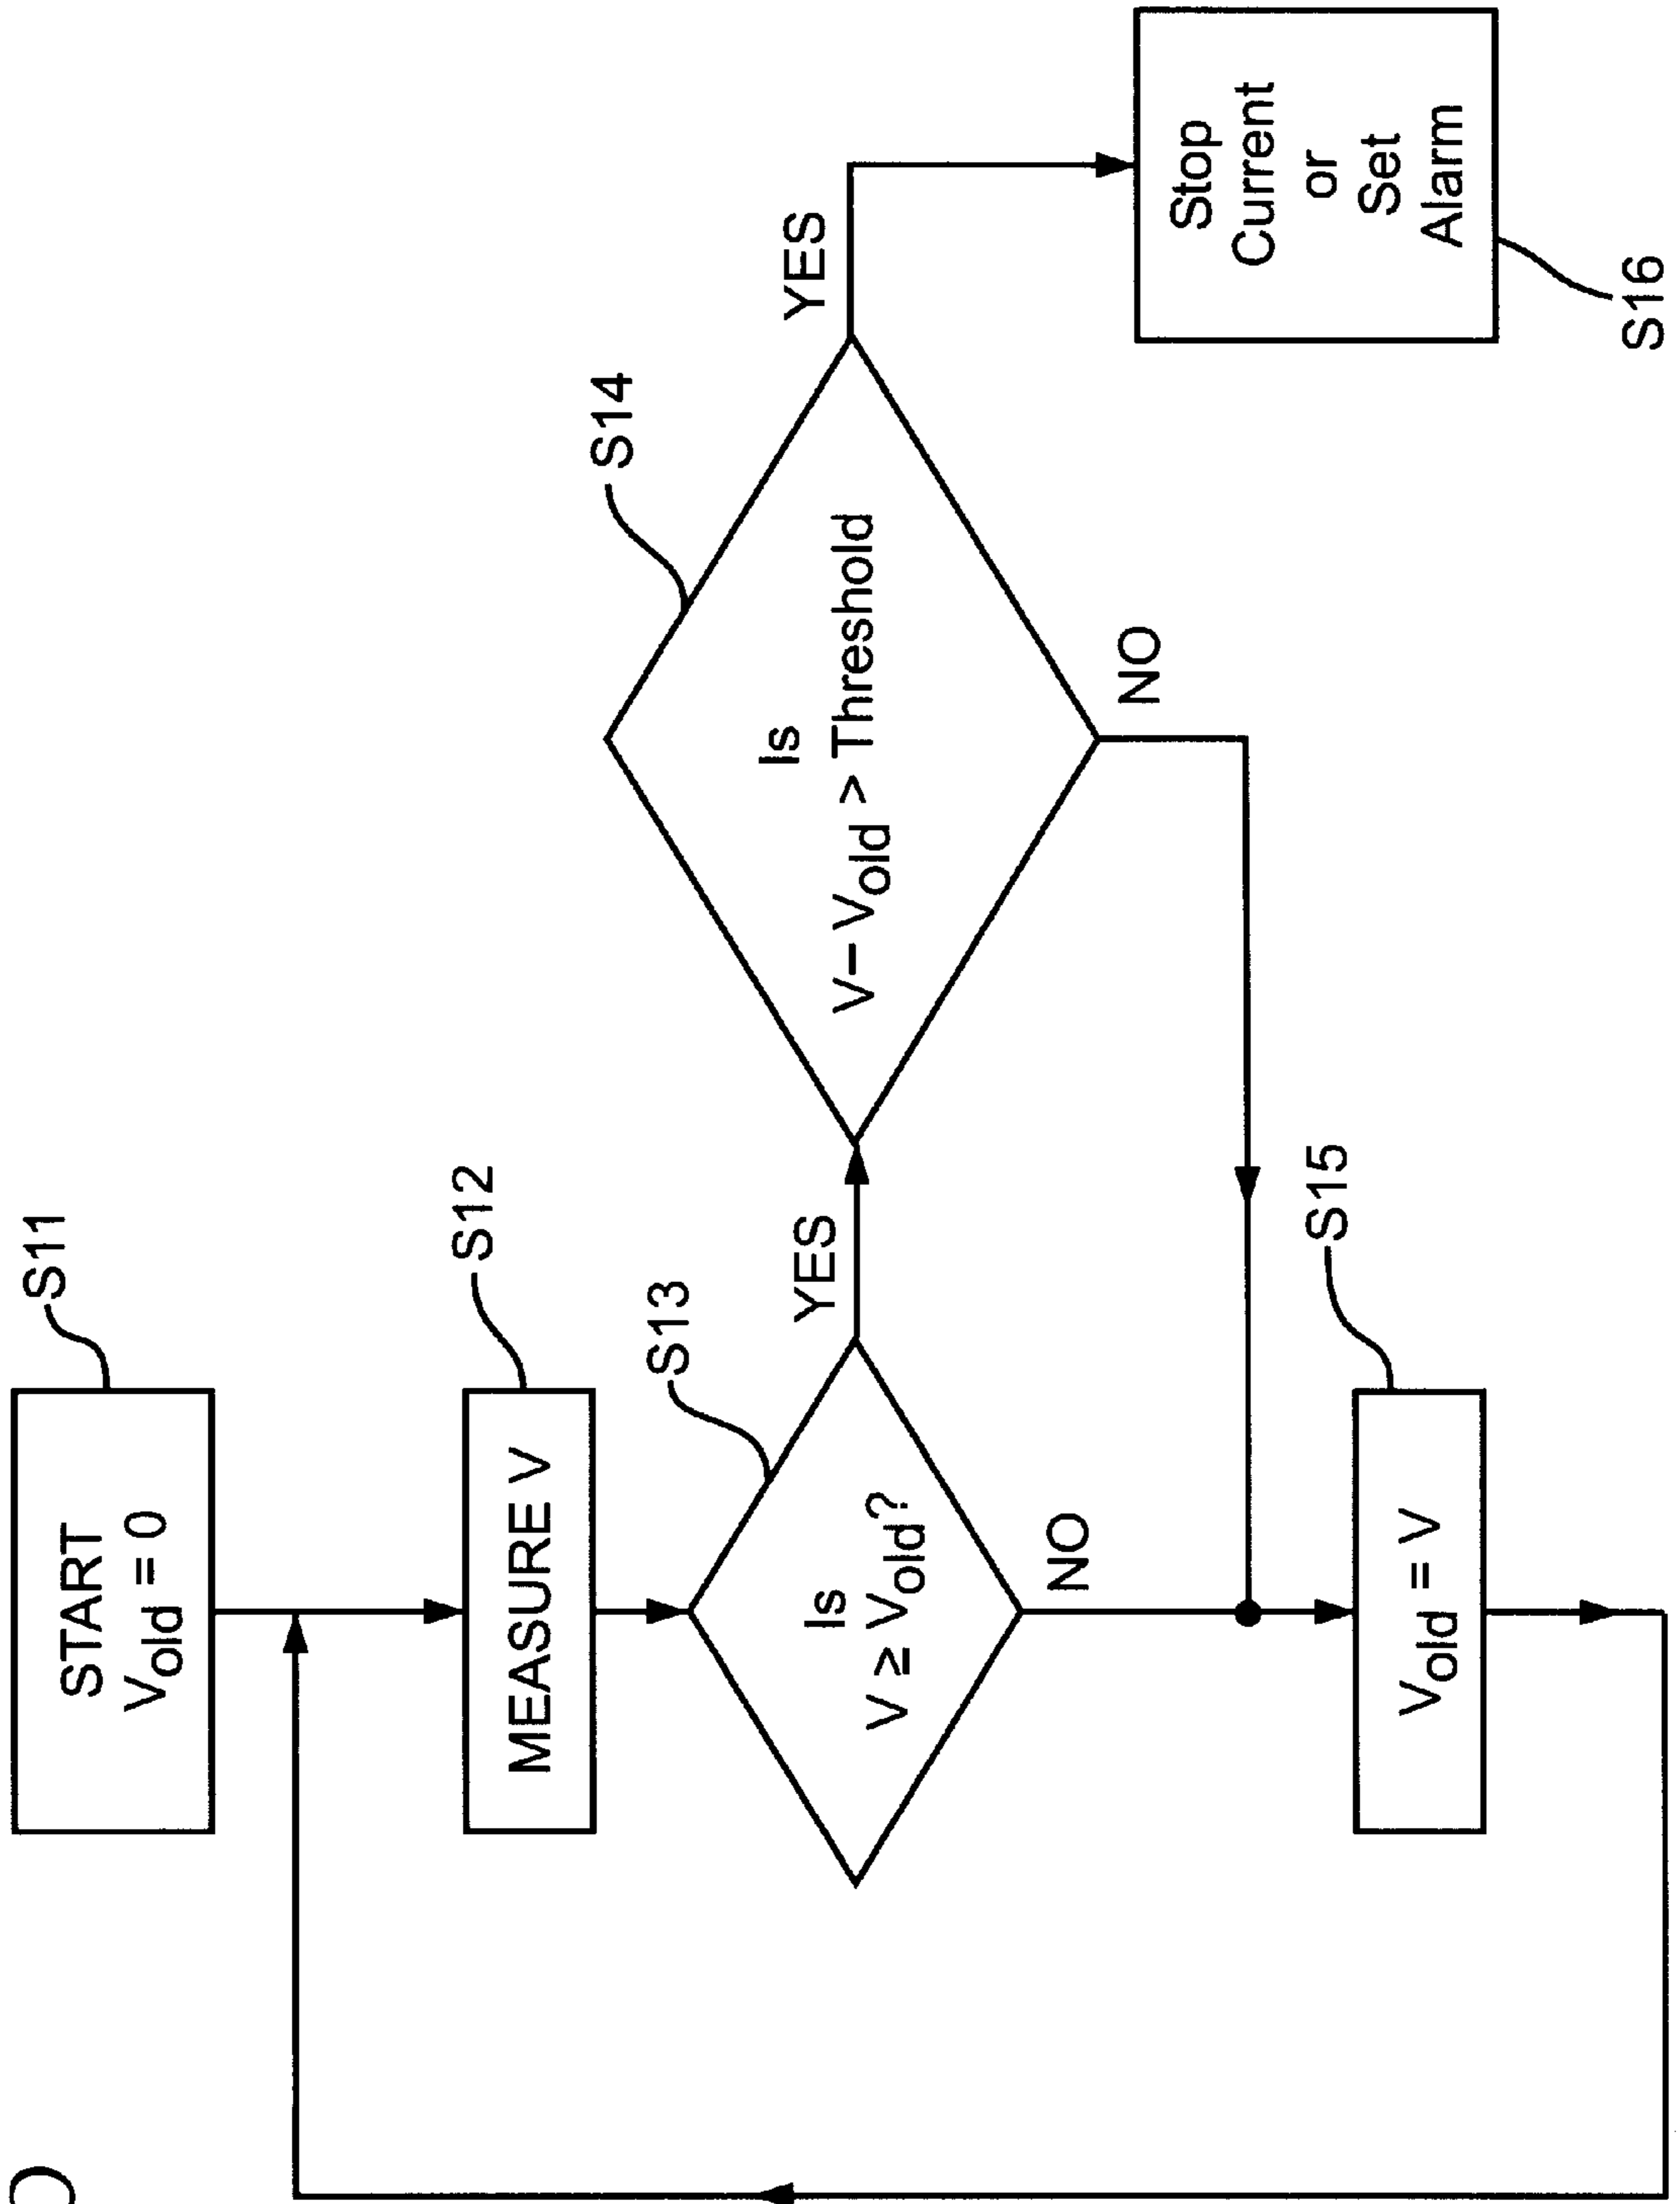 START
Vold = 0
S11
MEASURE V
S12
Is
V ≥ Vold?
S13
YES
NO
Is
V–Vold > Threshold
S14
YES
NO
Stop
Current
or
Set
Alarm
S16
Vold = V
S15